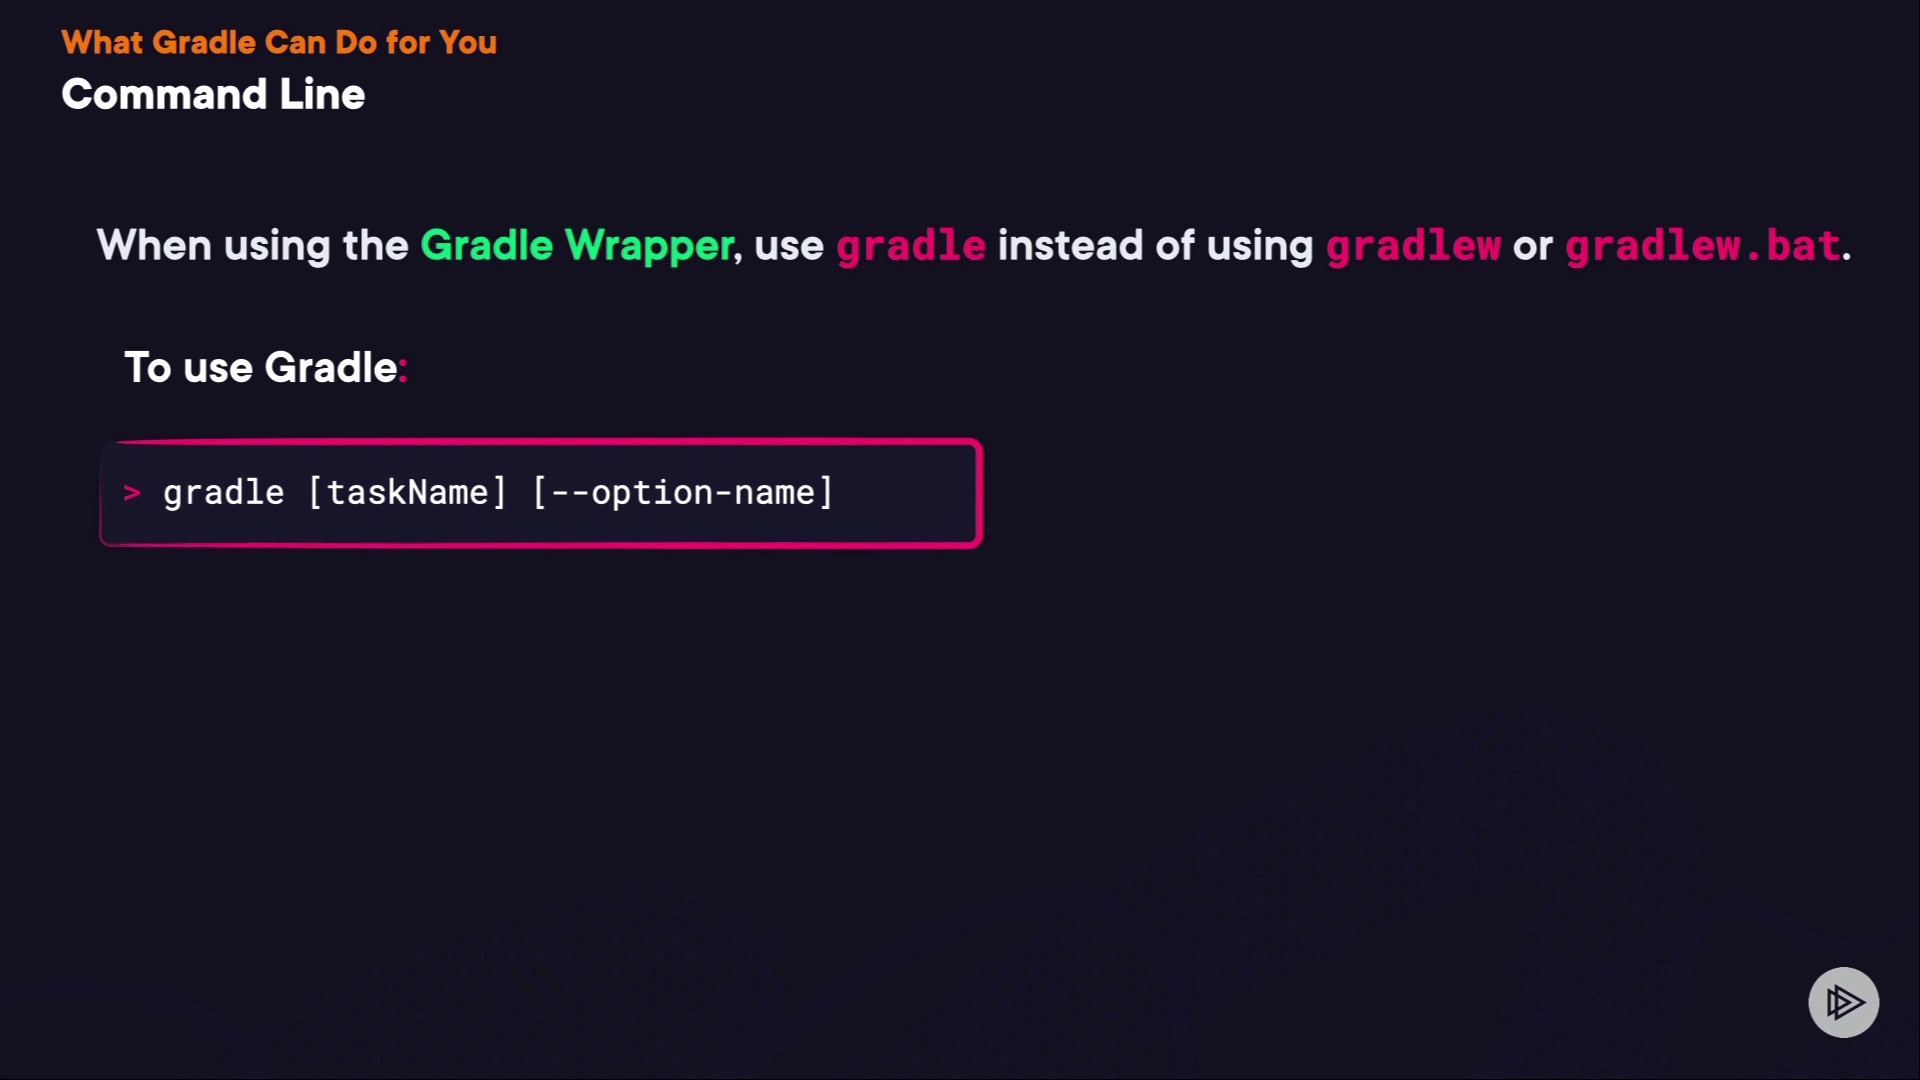 What Gradle Can Do for You
Command Line
When using the Gradle Wrapper, use gradle instead of using gradlew or gradlew.bat.
To use Gradle:
> gradle [taskName] [--option-name]